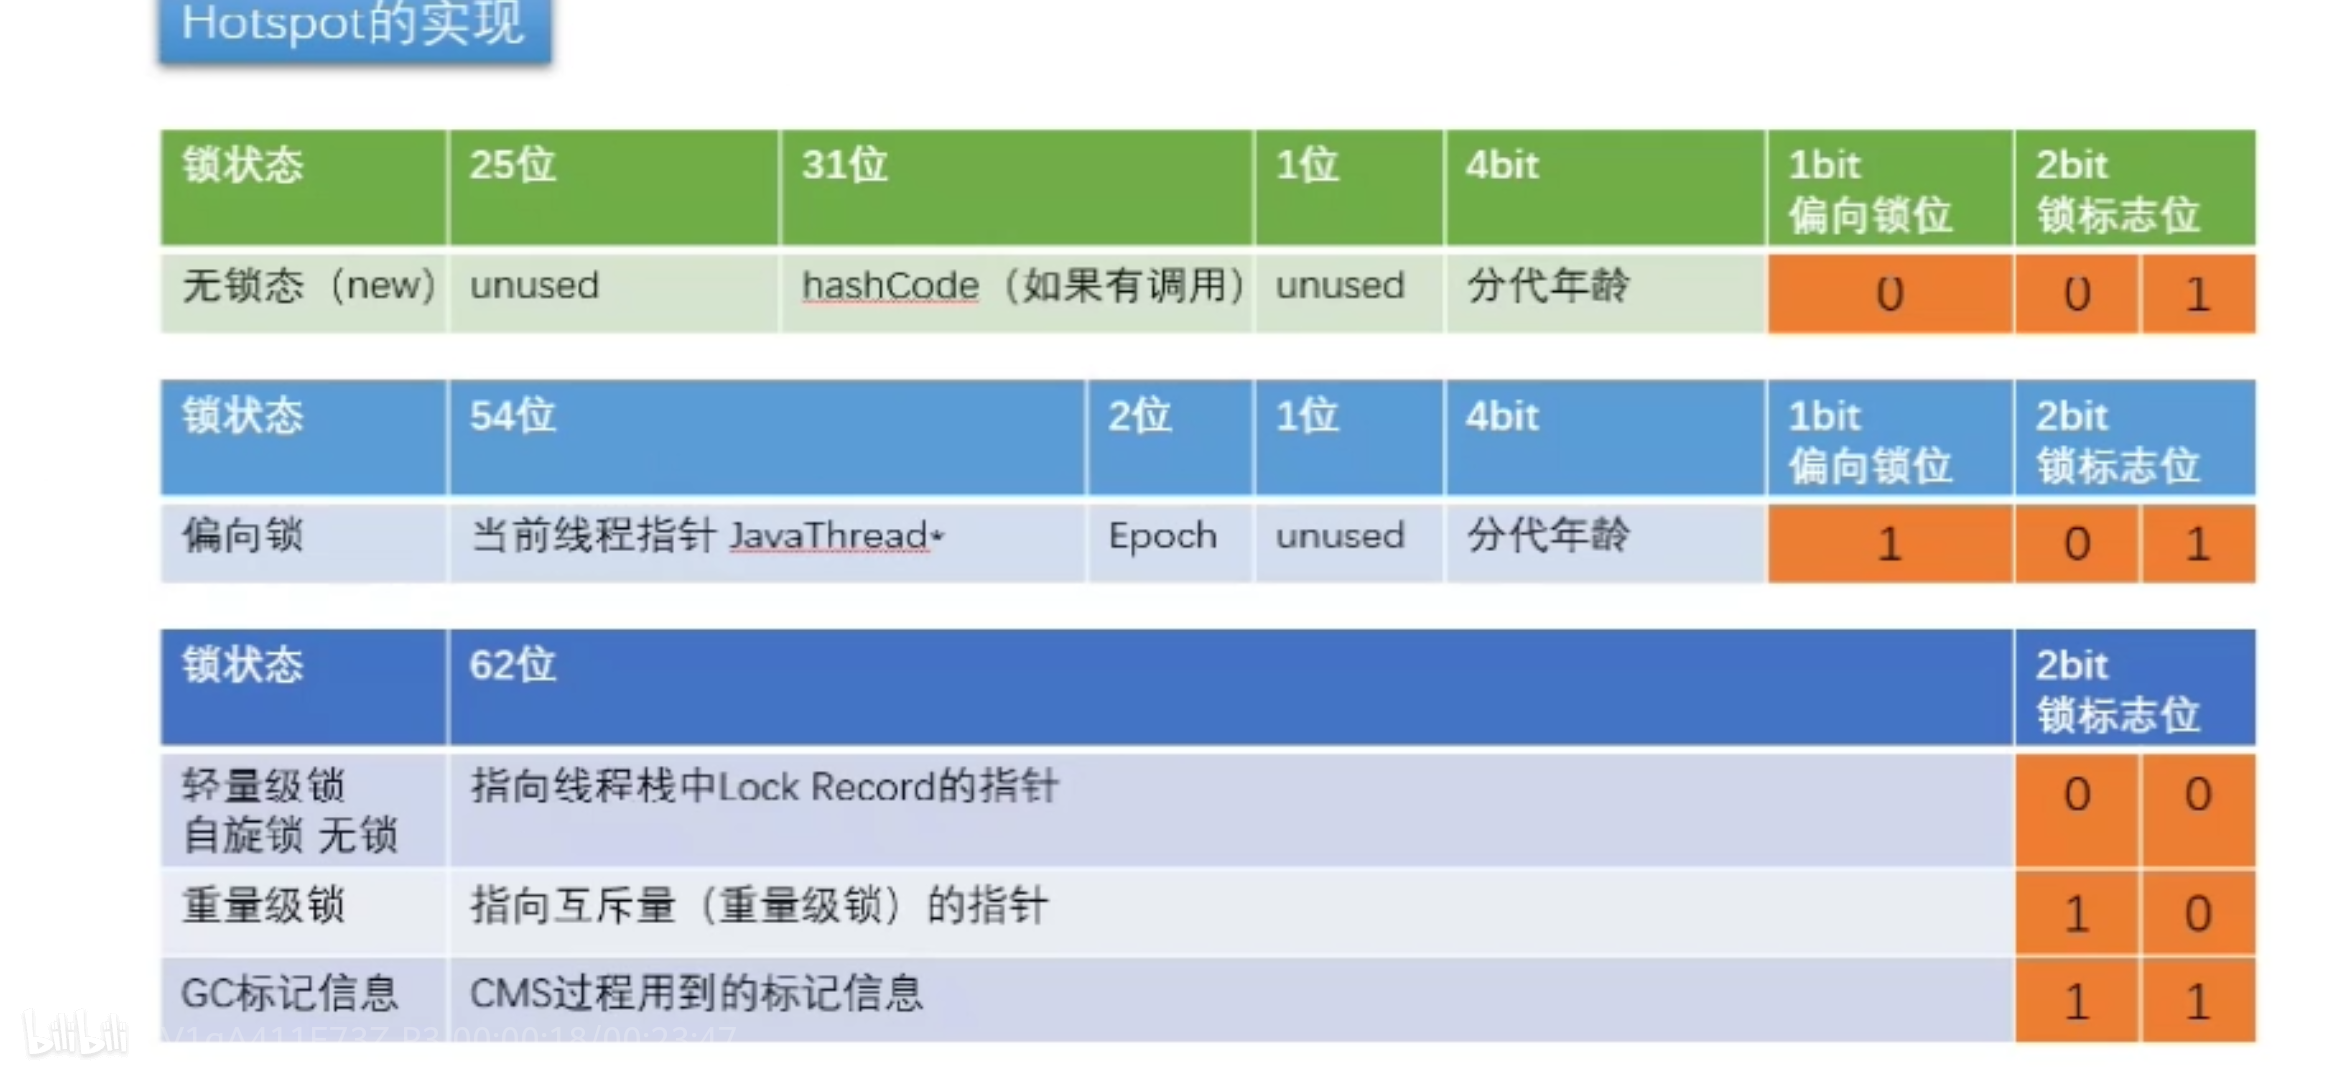 Hotspot的实现
锁状态 25位 31位 1位 4bit 1bit 2bit
偏向锁位 锁标志位
无锁态（new） unused hashCode（如果有调用） unused 分代年龄 0 0 1
锁状态 54位 2位 1位 4bit 1bit 2bit
偏向锁位 锁标志位
偏向锁 当前线程指针 JavaThread* Epoch unused 分代年龄 1 0 1
锁状态 62位 2bit
锁标志位
轻量级锁 指向线程栈中Lock Record的指针 0 0
自旋锁 无锁
重量级锁 指向互斥量（重量级锁）的指针 1 0
GC标记信息 CMS过程用到的标记信息 1 1
bilibili
P3 00:00:18/00:23:47